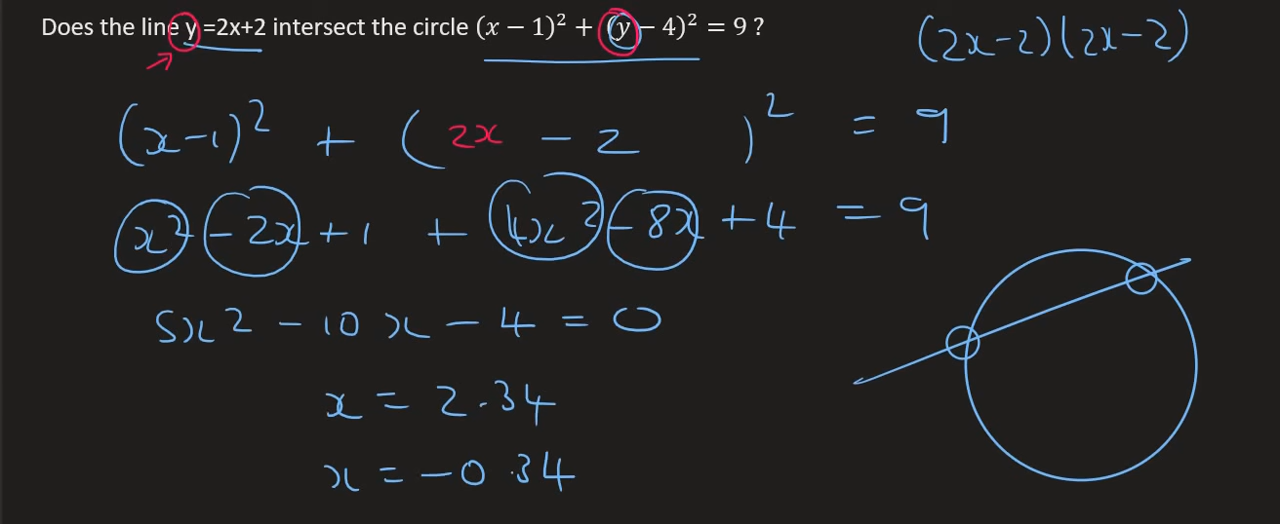 Does the line y =2x+2 intersect the circle (x − 1)² + (y − 4)² = 9 ?
(2x-2)(2x-2)
(x-1)² + (2x - 2 )² = 9
x² -2x +1 + 4x² -8x +4 = 9
5x² - 10x - 4 = 0
x = 2.34
x = -0.34